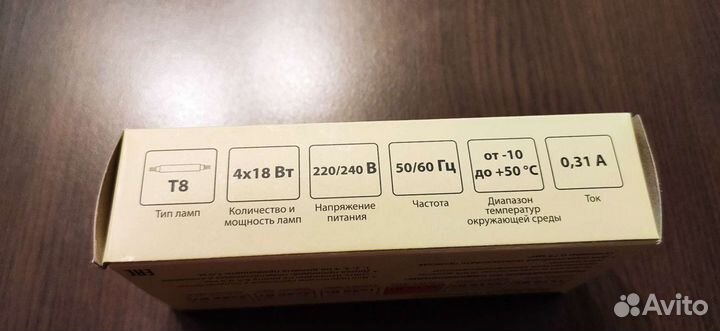 T8
Тип ламп
4x18 Вт
Количество и
мощность ламп
220/240 В
Напряжение
питания
50/60 Гц
Частота
от -10
до +50 °C
Диапазон
температур
окружающей среды
0,31 А
Ток
EAC
Avito